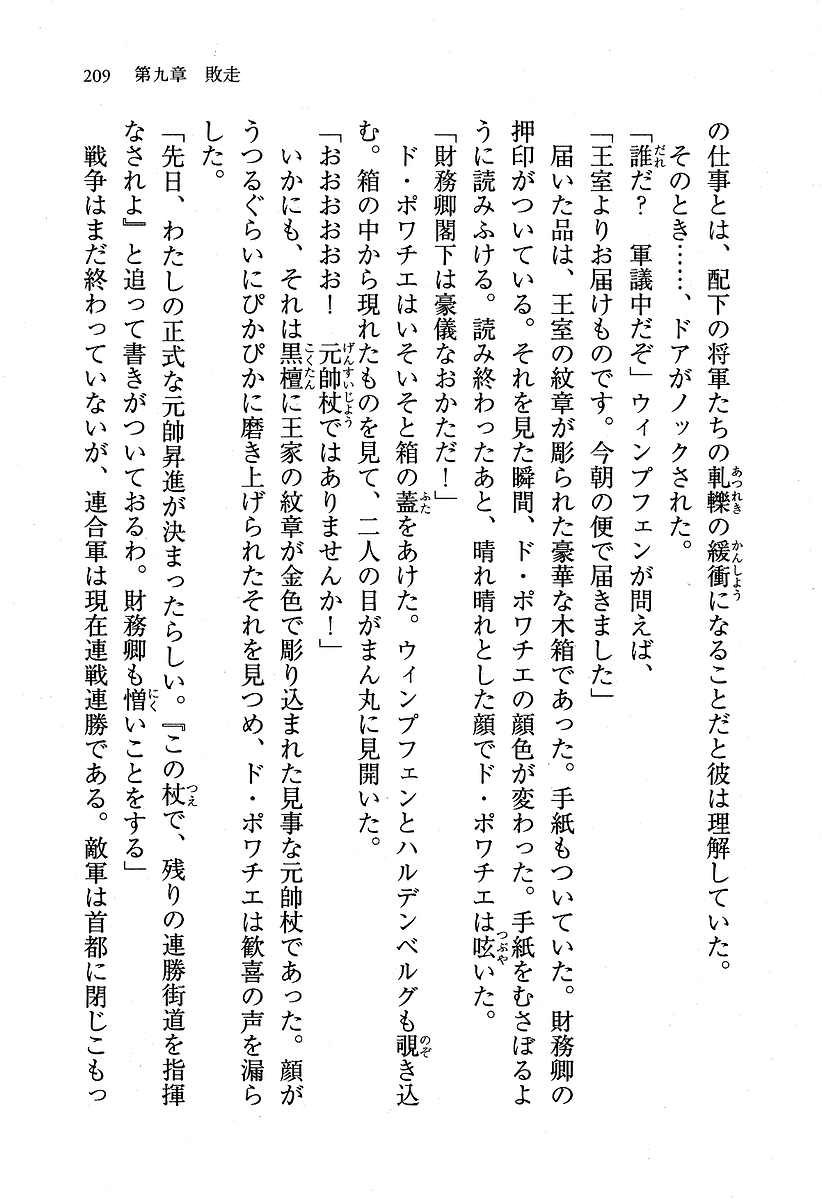 209　第九章　敗走
の仕事とは、配下の将軍たちの軋轢の緩衝になることだと彼は理解していた。
そのとき……、ドアがノックされた。
「誰だ？　軍議中だぞ」ウィンプフェンが問えば、
「王室よりお届けものです。今朝の便で届きました」
届いた品は、王室の紋章が彫られた豪華な木箱であった。手紙もついていた。財務卿の
押印がついている。それを見た瞬間、ド・ポワチエの顔色が変わった。手紙をむさぼるよ
うに読みふける。読み終わったあと、晴れ晴れとした顔でド・ポワチエは呟いた。
「財務卿閣下は豪儀なおかただ！」
ド・ポワチエはいそいそと箱の蓋をあけた。ウィンプフェンとハルデンベルグも覗き込
む。箱の中から現れたものを見て、二人の目がまん丸に見開いた。
「おおおおおお！　元帥杖ではありませんか！」
いかにも、それは黒檀に王家の紋章が金色で彫り込まれた見事な元帥杖であった。顔が
うつるぐらいにぴかぴかに磨き上げられたそれを見つめ、ド・ポワチエは歓喜の声を漏ら
した。
「先日、わたしの正式な元帥昇進が決まったらしい。『この杖で、残りの連勝街道を指揮
なされよ』と追って書きがついておるわ。財務卿も憎いことをする」
戦争はまだ終わっていないが、連合軍は現在連戦連勝である。敵軍は首都に閉じこもっ